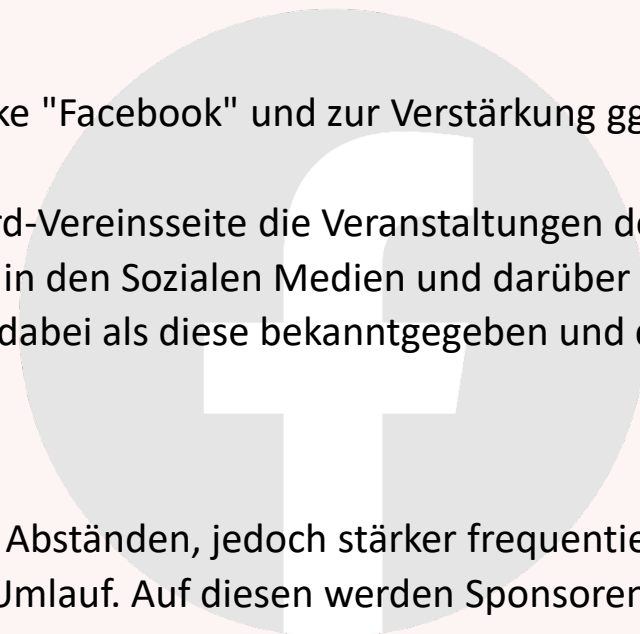 ke "Facebook" und zur Verstärkung gg
rd-Vereinsseite die Veranstaltungen d
in den Sozialen Medien und darüber
dabei als diese bekanntgegeben und
Abständen, jedoch stärker frequentie
Umlauf. Auf diesen werden Sponsoren